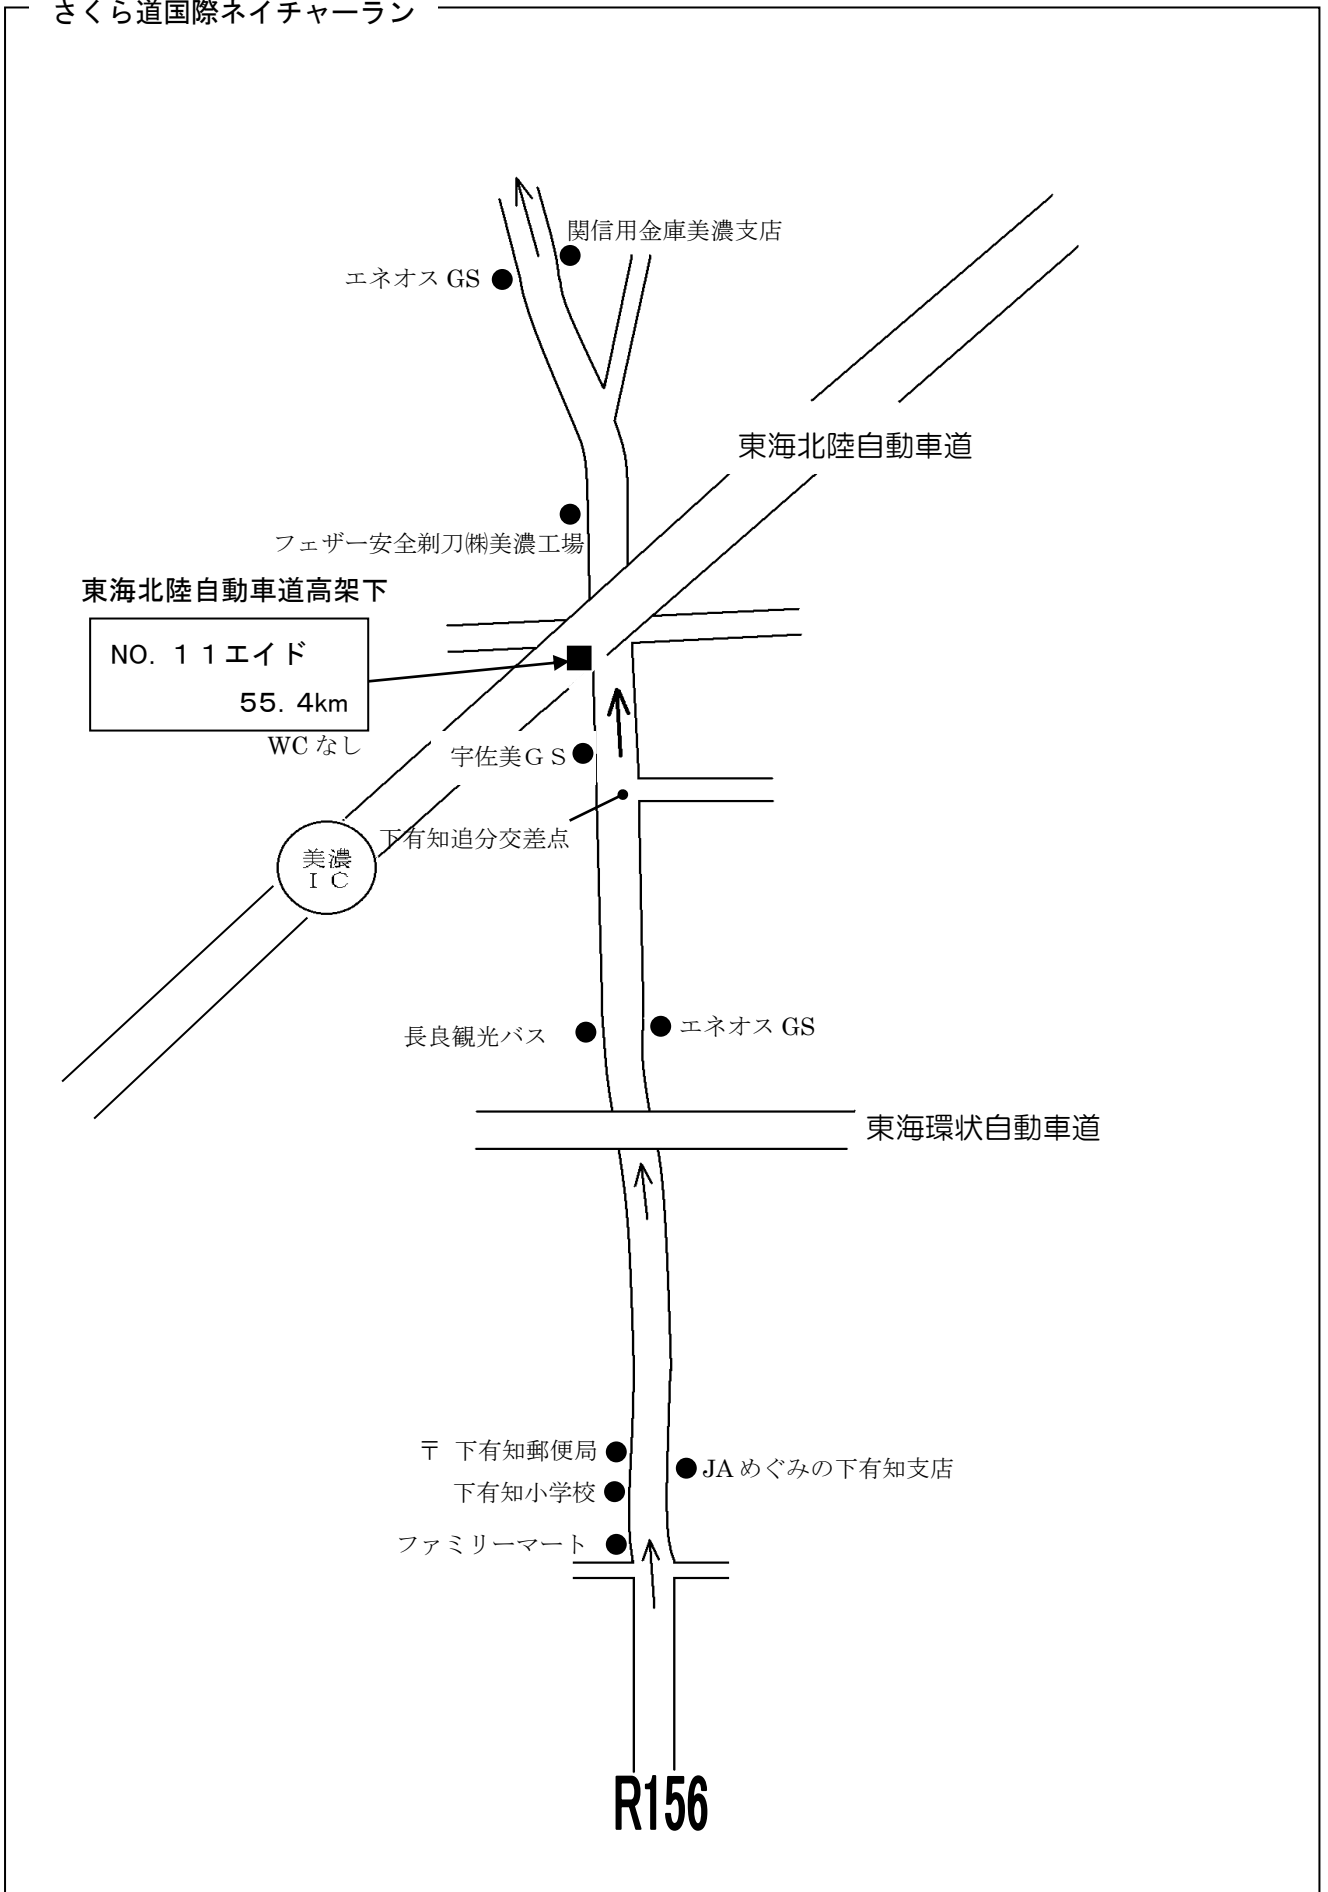 さくら道国際ネイチャーラン
関信用金庫美濃支店
エネオス GS
東海北陸自動車道
フェザー安全剃刀㈱美濃工場
東海北陸自動車道高架下
NO. 11エイド
55. 4km
WC なし
宇佐美GS
下有知追分交差点
美濃
IC
長良観光バス
エネオス GS
東海環状自動車道
〒 下有知郵便局
JA めぐみの下有知支店
下有知小学校
ファミリーマート
R156